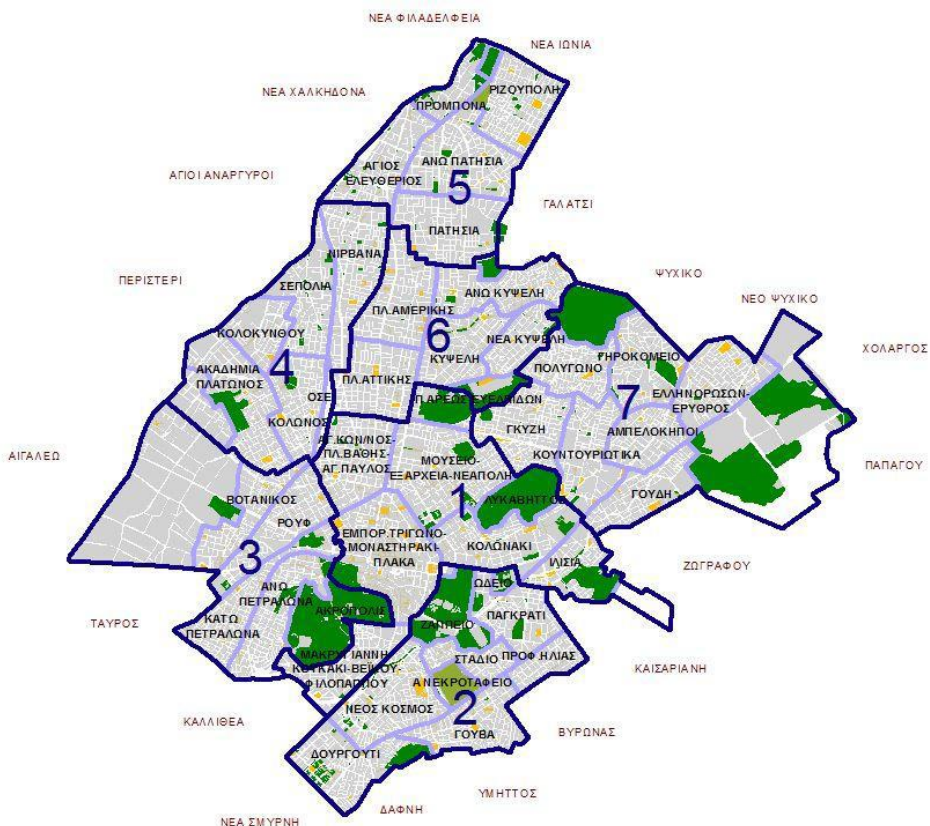 ΝΕΑ ΦΙΛΑΔΕΛΦΕΙΑ
ΝΕΑ ΙΩΝΙΑ
ΝΕΑ ΧΑΛΚΗΔΟΝΑ
ΡΙΖΟΥΠΟΛΗ
ΠΡΟΜΠΟΝΑ
ΑΓΙΟΙ ΑΝΑΡΓΥΡΟΙ
ΑΓΙΟΣ
ΕΛΕΥΘΕΡΙΟΣ
ΑΝΩ ΠΑΤΗΣΙΑ
5
ΓΑΛΑΤΣΙ
ΠΑΤΗΣΙΑ
ΝΙΡΒΑΝΑ
ΠΕΡΙΣΤΕΡΙ
ΣΕΠΟΛΙΑ
ΨΥΧΙΚΟ
ΝΕΟ ΨΥΧΙΚΟ
ΑΝΩ ΚΥΨΕΛΗ
ΠΛ.ΑΜΕΡΙΚΗΣ
6
ΚΟΛΟΚΥΝΘΟΥ
ΝΕΑ ΚΥΨΕΛΗ
ΧΟΛΑΡΓΟΣ
ΚΥΨΕΛΗ
ΓΗΡΟΚΟΜΕΙΟ
ΠΟΛΥΓΩΝΟ
4
ΑΚΑΔΗΜΙΑ
ΠΛΑΤΩΝΟΣ
ΠΛ.ΑΤΤΙΚΗΣ
ΟΣΕ
Π.ΑΡΕΩΣ-ΕΥΕΛΠΙΔΩΝ
7
ΕΛΛΗΝΟΡΩΣΩΝ-
ΕΡΥΘΡΟΣ
ΚΟΛΩΝΟΣ
ΓΚΥΖΗ
ΑΜΠΕΛΟΚΗΠΟΙ
ΑΓ.ΚΩΝ/ΝΟΣ-
ΠΛ.ΒΑΘΗΣ-
ΑΓ.ΠΑΥΛΟΣ
ΜΟΥΣΕΙΟ-
ΕΞΑΡΧΕΙΑ-ΝΕΑΠΟΛΗ
ΚΟΥΝΤΟΥΡΙΩΤΙΚΑ
ΑΙΓΑΛΕΩ
ΠΑΠΑΓΟΥ
ΓΟΥΔΗ
ΒΟΤΑΝΙΚΟΣ
ΛΥΚΑΒΗΤΤΟΣ
1
ΡΟΥΦ
3
ΕΜΠΟΡ.ΤΡΙΓΩΝΟ-
ΜΟΝΑΣΤΗΡΑΚΙ-
ΠΛΑΚΑ
ΚΟΛΩΝΑΚΙ
ΙΛΙΣΙΑ
ΖΩΓΡΑΦΟΥ
ΑΝΩ
ΠΕΤΡΑΛΩΝΑ
ΩΔΕΙΟ
ΤΑΥΡΟΣ
ΑΚΡΟΠΟΛΙΣ
ΚΑΤΩ
ΠΕΤΡΑΛΩΝΑ
ΖΑΠΠΕΙΟ
ΠΑΓΚΡΑΤΙ
ΜΑΚΡΥΓΙΑΝΝΗ
ΚΟΥΚΑΚΙ-ΒΕΪΚΟΥ-
ΦΙΛΟΠΑΠΠΟΥ
ΣΤΑΔΙΟ
ΠΡΟΦ.ΗΛΙΑΣ
ΚΑΙΣΑΡΙΑΝΗ
Α ΝΕΚΡΟΤΑΦΕΙΟ
ΝΕΟΣ ΚΟΣΜΟΣ
2
ΚΑΛΛΙΘΕΑ
ΓΟΥΒΑ
ΒΥΡΩΝΑΣ
ΔΟΥΡΓΟΥΤΙ
ΥΜΗΤΤΟΣ
ΔΑΦΝΗ
ΝΕΑ ΣΜΥΡΝΗ